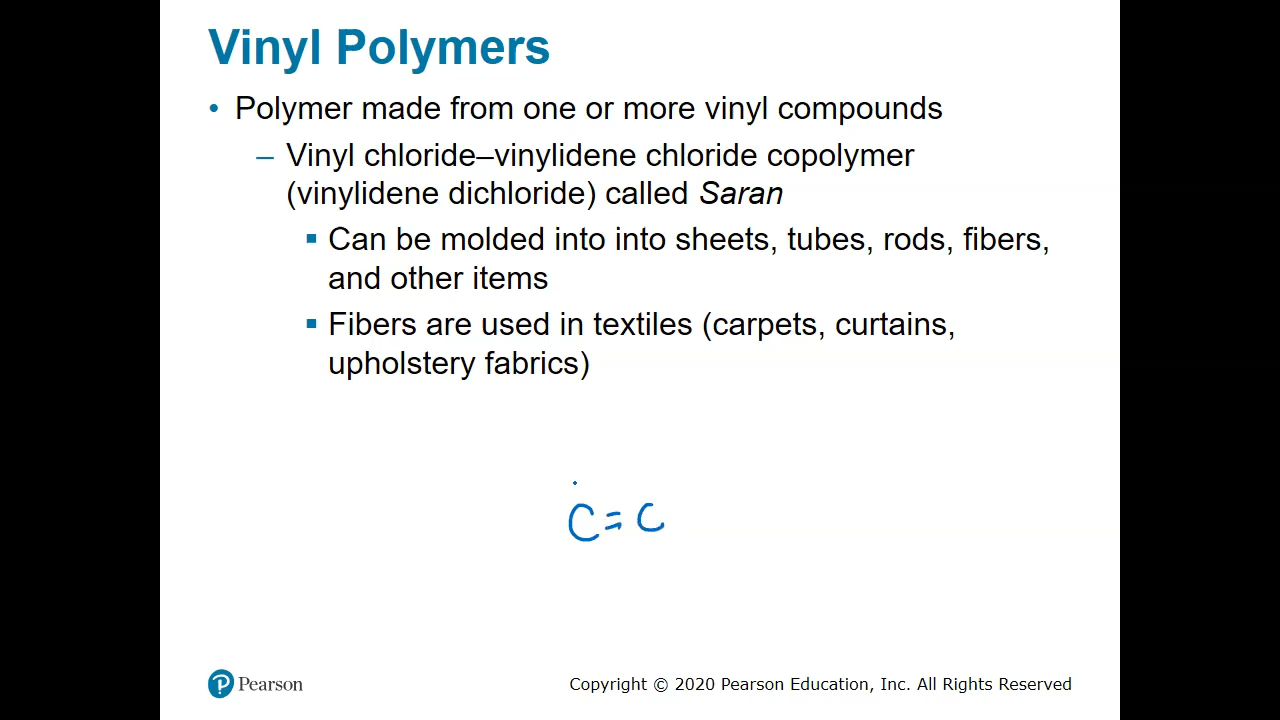 Vinyl Polymers
• Polymer made from one or more vinyl compounds
– Vinyl chloride–vinylidene chloride copolymer
(vinylidene dichloride) called Saran
▪ Can be molded into into sheets, tubes, rods, fibers,
and other items
▪ Fibers are used in textiles (carpets, curtains,
upholstery fabrics)
C = C
Pearson
Copyright © 2020 Pearson Education, Inc. All Rights Reserved